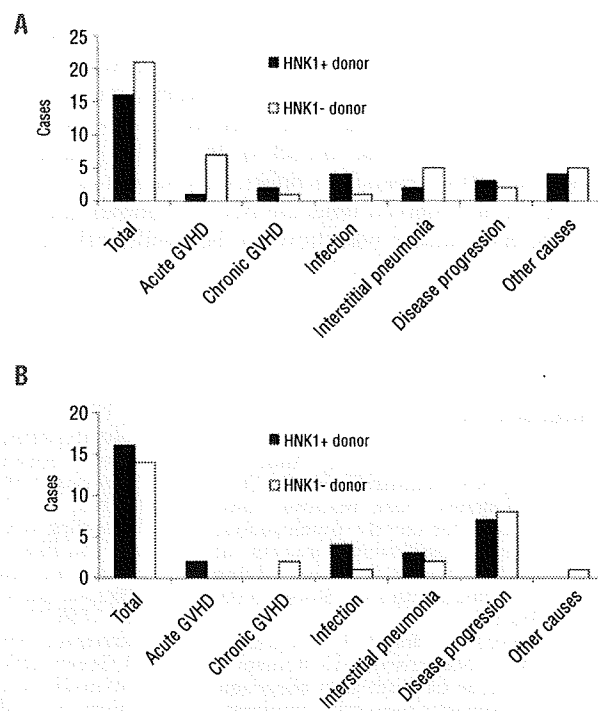 A
25
20
15
10
5
0
Cases
HNK1+ donor
HNK1- donor
Total
Acute GVHD
Chronic GVHD
Infection
Interstitial pneumonia
Disease progression
Other causes
B
20
15
10
5
0
Cases
HNK1+ donor
HNK1- donor
Total
Acute GVHD
Chronic GVHD
Infection
Interstitial pneumonia
Disease progression
Other causes